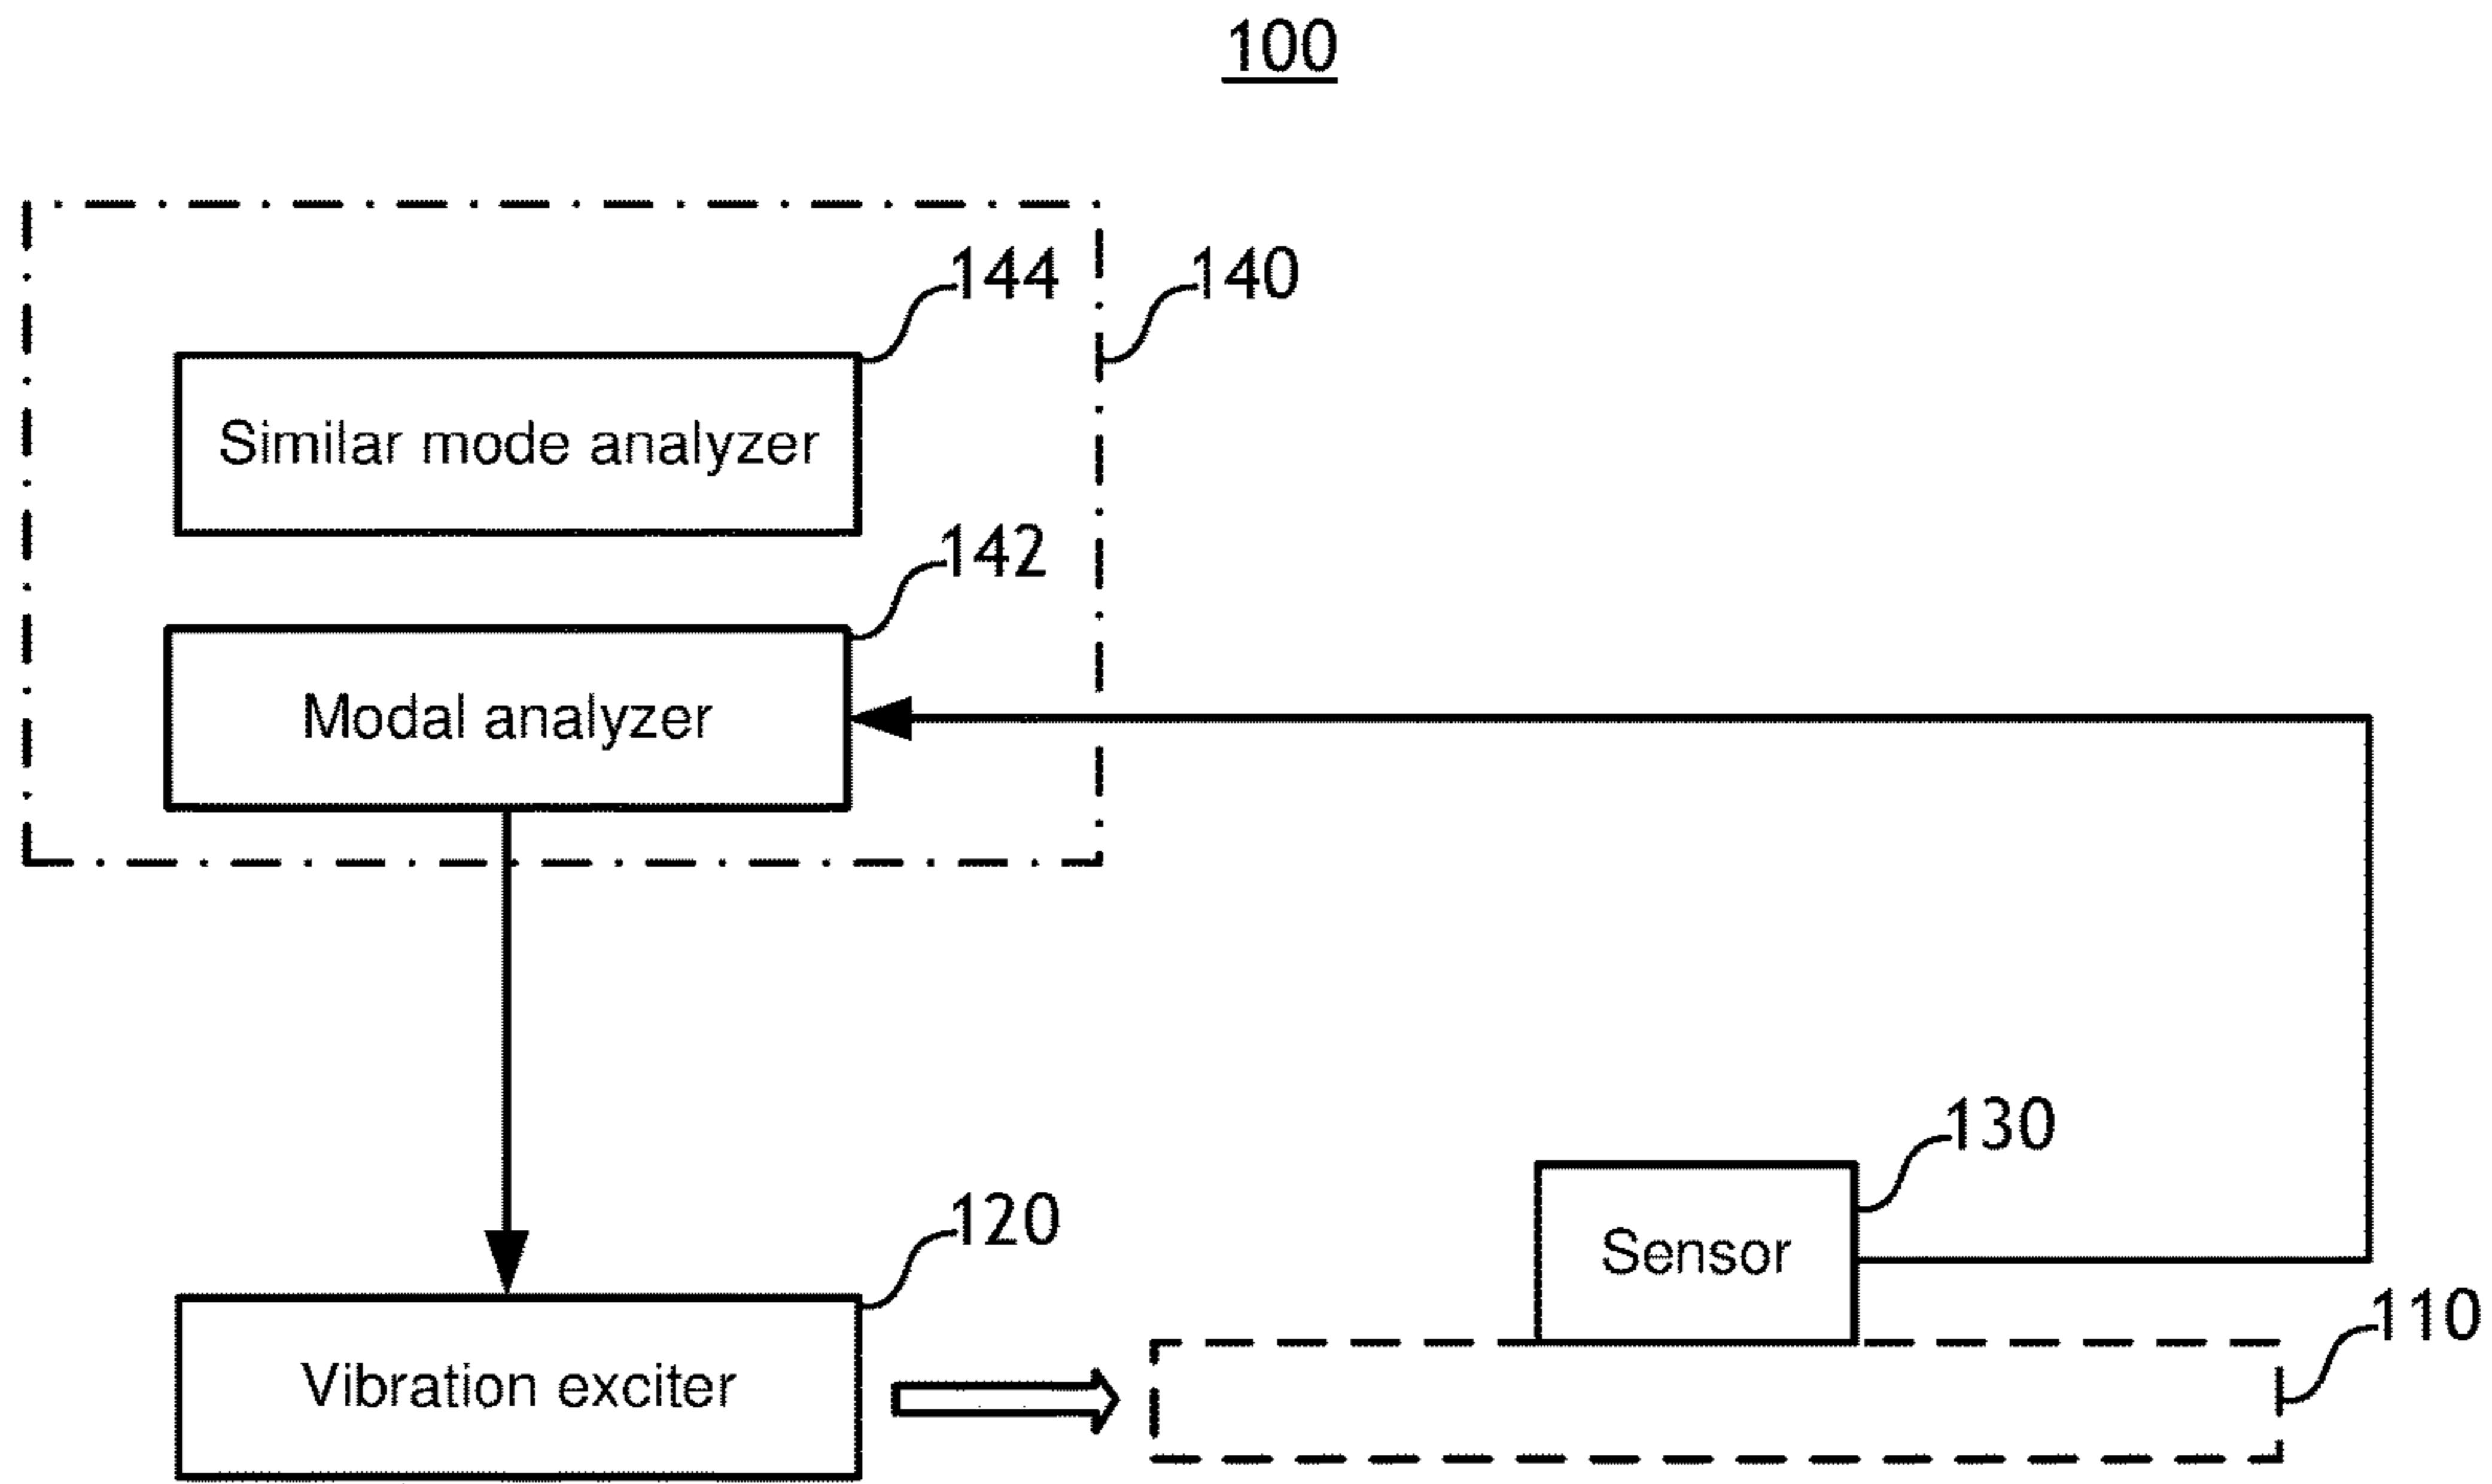 100
144
140
Similar mode analyzer
142
Modal analyzer
130
120
Sensor
110
Vibration exciter